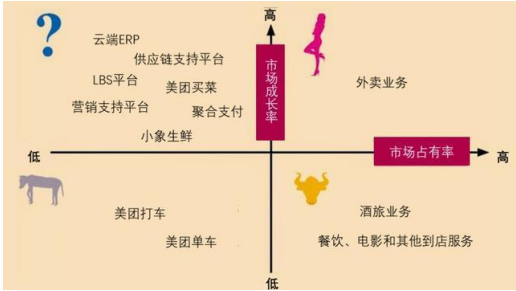 高
云端ERP
供应链支持平台
LBS平台
美团买菜
营销支持平台
聚合支付
小象生鲜
市场成长率
外卖业务
低
市场占有率
高
美团打车
美团单车
酒旅业务
餐饮、电影和其他到店服务
低